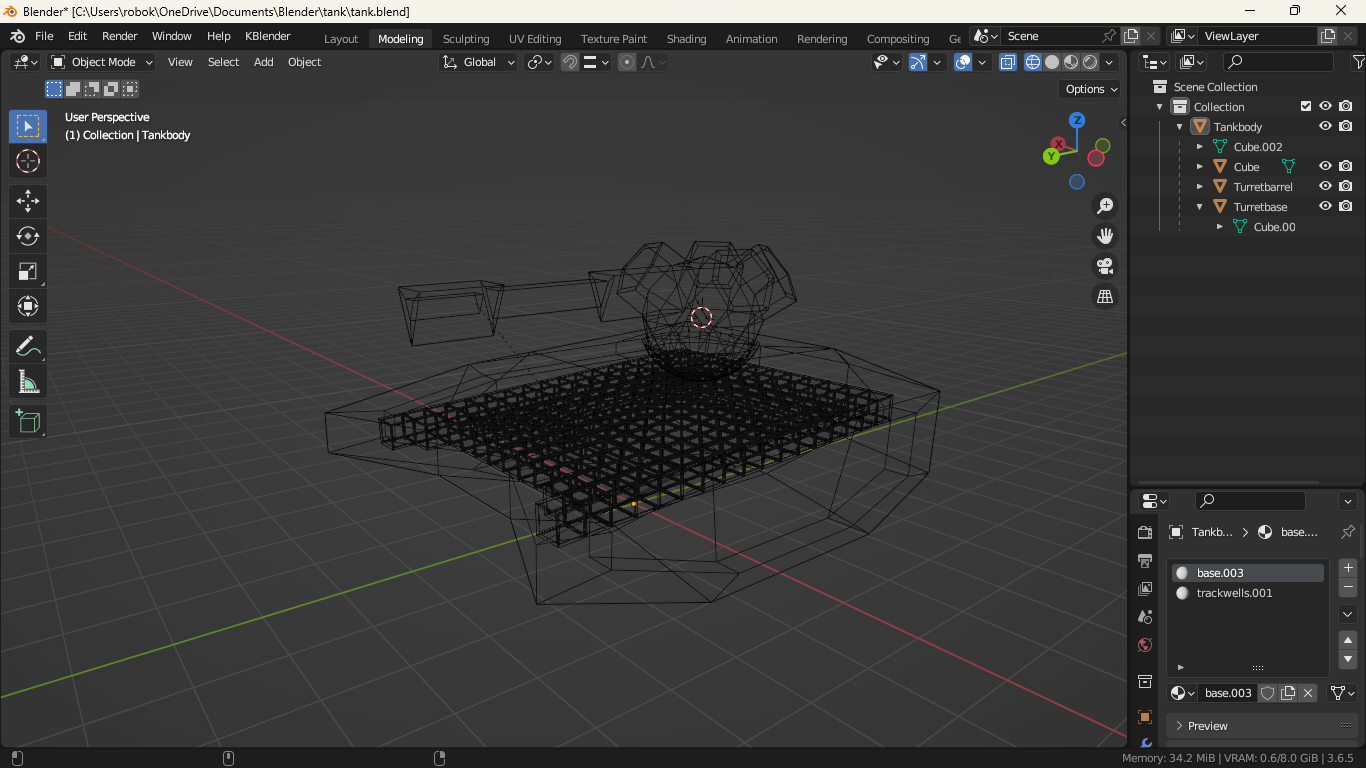 Blender* [C:\Users\robok\OneDrive\Documents\Blender\tank\tank.blend]
File Edit Render Window Help KBlender Layout Modeling Sculpting UV Editing Texture Paint Shading Animation Rendering Compositing Ge Scene ViewLayer
Object Mode View Select Add Object Global
Options
User Perspective
(1) Collection | Tankbody
Z
X
Y
Scene Collection
Collection
Tankbody
Cube.002
Cube
Turretbarrel
Turretbase
Cube.00
Tankb... base....
base.003
trackwells.001
base.003
Preview
Memory: 34.2 MiB | VRAM: 0.6/8.0 GiB | 3.6.5